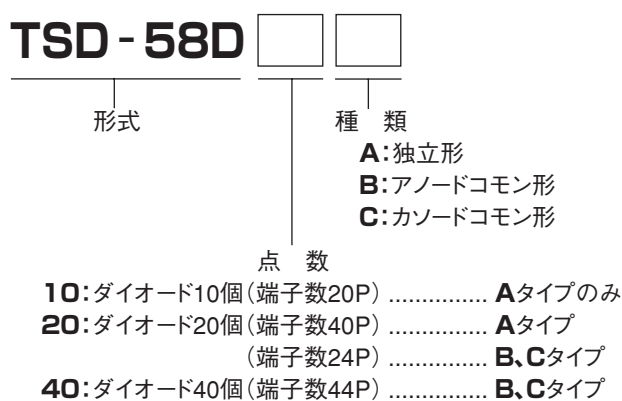 TSD-58D
形式
種 類
A:独立形
B:アノードコモン形
C:カソードコモン形
点 数
10:ダイオード10個(端子数20P) ............... Aタイプのみ
20:ダイオード20個(端子数40P) ............... Aタイプ
(端子数24P) ............... B、Cタイプ
40:ダイオード40個(端子数44P) ............... B、Cタイプ